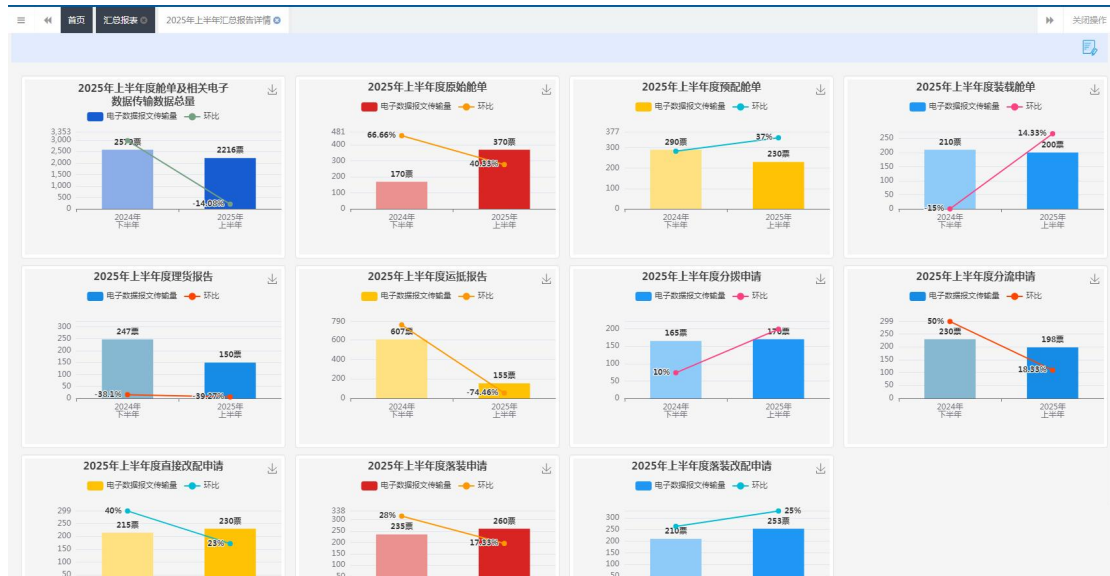 首页 汇总报表 2025年上半年汇总报告详情 关闭操作
2025年上半年度舱单及相关电子
数据传输数据总量
电子数据报文传输量 环比
3,353
3,000
2,500
2,000
1,500
1,000
500
0
2216票
2024年
下半年
2025年
上半年
2025年上半年度原始舱单
电子数据报文传输量 环比
481
400
300
200
100
0
66.66%
170票
370票
40.33%
2024年
下半年
2025年
上半年
2025年上半年度预配舱单
电子数据报文传输量 环比
377
300
200
100
0
290票
37%
230票
2024年
下半年
2025年
上半年
2025年上半年度装载舱单
电子数据报文传输量 环比
250
200
150
100
50
0
210票
-15%
14.33%
200票
2024年
下半年
2025年
上半年
2025年上半年度理货报告
电子数据报文传输量 环比
300
250
200
150
100
50
0
247票
-38.1%
150票
-39.27%
2024年
下半年
2025年
上半年
2025年上半年度运抵报告
电子数据报文传输量 环比
790
600
400
200
0
607票
155票
-74.46%
2024年
下半年
2025年
上半年
2025年上半年度分拨申请
电子数据报文传输量 环比
200
150
100
50
0
165票
10%
2024年
下半年
2025年
上半年
2025年上半年度分流申请
电子数据报文传输量 环比
299
250
200
150
100
50
0
50%
230票
198票
18.33%
2024年
下半年
2025年
上半年
2025年上半年度直接改配申请
电子数据报文传输量 环比
299
250
200
150
100
50
40%
215票
230票
23%
2025年上半年度落装申请
电子数据报文传输量 环比
338
300
250
200
150
100
50
28%
235票
260票
17.33%
2025年上半年度落装改配申请
电子数据报文传输量 环比
300
250
200
150
100
50
210票
25%
253票